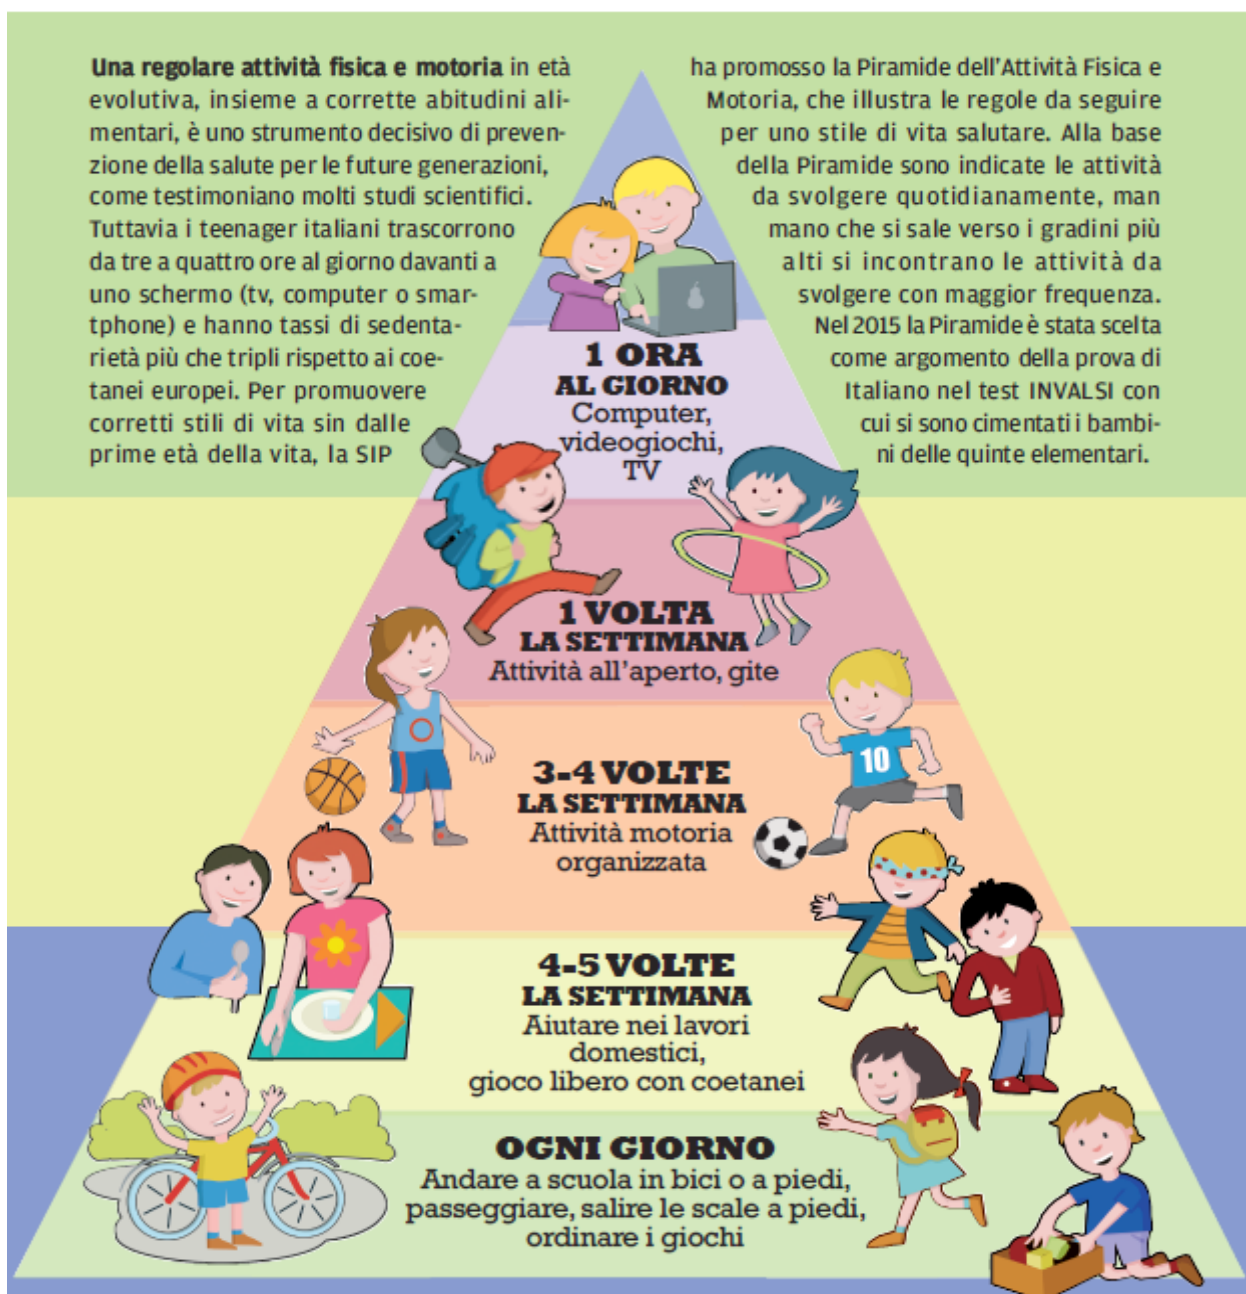 Una regolare attività fisica e motoria in età
evolutiva, insieme a corrette abitudini ali-
mentari, è uno strumento decisivo di preven-
zione della salute per le future generazioni,
come testimoniano molti studi scientifici.
Tuttavia i teenager italiani trascorrono
da tre a quattro ore al giorno davanti a
uno schermo (tv, computer o smar-
tphone) e hanno tassi di sedenta-
rietà più che tripli rispetto ai coe-
tanei europei. Per promuovere
corretti stili di vita sin dalle
prime età della vita, la SIP
ha promosso la Piramide dell'Attività Fisica e
Motoria, che illustra le regole da seguire
per uno stile di vita salutare. Alla base
della Piramide sono indicate le attività
da svolgere quotidianamente, man
mano che si sale verso i gradini più
alti si incontrano le attività da
svolgere con maggior frequenza.
Nel 2015 la Piramide è stata scelta
come argomento della prova di
Italiano nel test INVALSI con
cui si sono cimentati i bambi-
ni delle quinte elementari.
1 ORA
AL GIORNO
Computer,
videogiochi,
TV
1 VOLTA
LA SETTIMANA
Attività all'aperto, gite
10
3-4 VOLTE
LA SETTIMANA
Attività motoria
organizzata
4-5 VOLTE
LA SETTIMANA
Aiutare nei lavori
domestici,
gioco libero con coetanei
OGNI GIORNO
Andare a scuola in bici o a piedi,
passeggiare, salire le scale a piedi,
ordinare i giochi